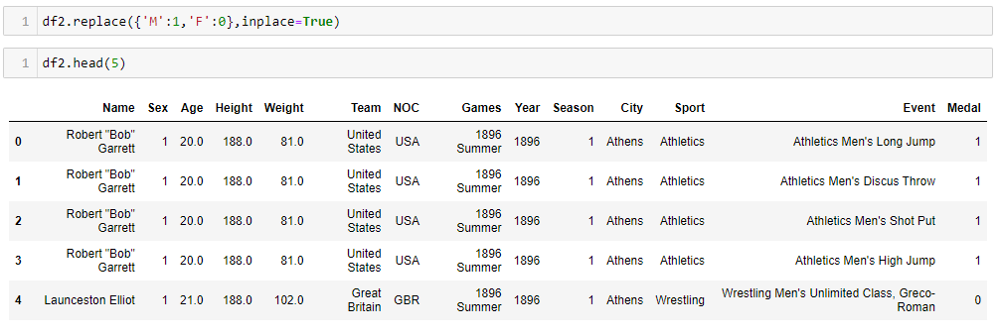 1 df2.replace({'M':1,'F':0},inplace=True)
1 df2.head(5)
Name Sex Age Height Weight Team NOC Games Year Season City Sport Event Medal
0 Robert "Bob" Garrett 1 20.0 188.0 81.0 United States USA 1896 Summer 1896 1 Athens Athletics Athletics Men's Long Jump 1
1 Robert "Bob" Garrett 1 20.0 188.0 81.0 United States USA 1896 Summer 1896 1 Athens Athletics Athletics Men's Discus Throw 1
2 Robert "Bob" Garrett 1 20.0 188.0 81.0 United States USA 1896 Summer 1896 1 Athens Athletics Athletics Men's Shot Put 1
3 Robert "Bob" Garrett 1 20.0 188.0 81.0 United States USA 1896 Summer 1896 1 Athens Athletics Athletics Men's High Jump 1
4 Launceston Elliot 1 21.0 188.0 102.0 Great Britain GBR 1896 Summer 1896 1 Athens Wrestling Wrestling Men's Unlimited Class, Greco-Roman 0